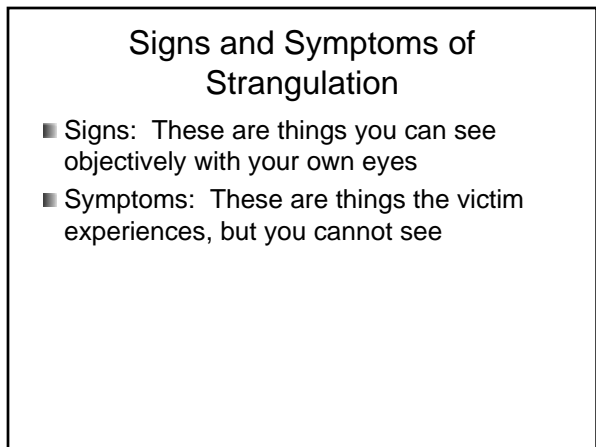 Signs and Symptoms of
Strangulation
Signs: These are things you can see
objectively with your own eyes
Symptoms: These are things the victim
experiences, but you cannot see